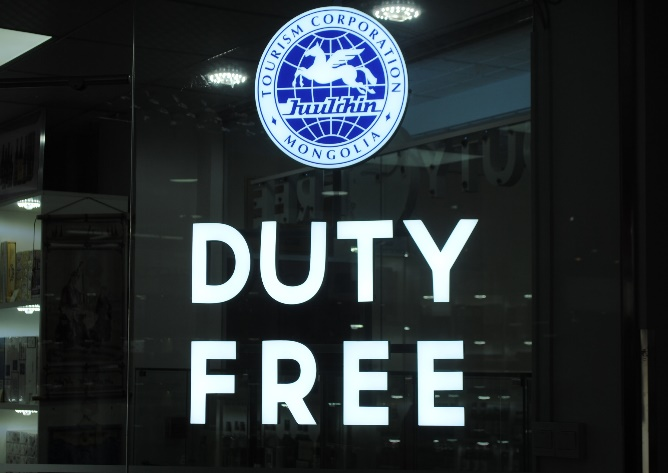 TOURISM CORPORATION
Juulchin
MONGOLIA
DUTY
FREE